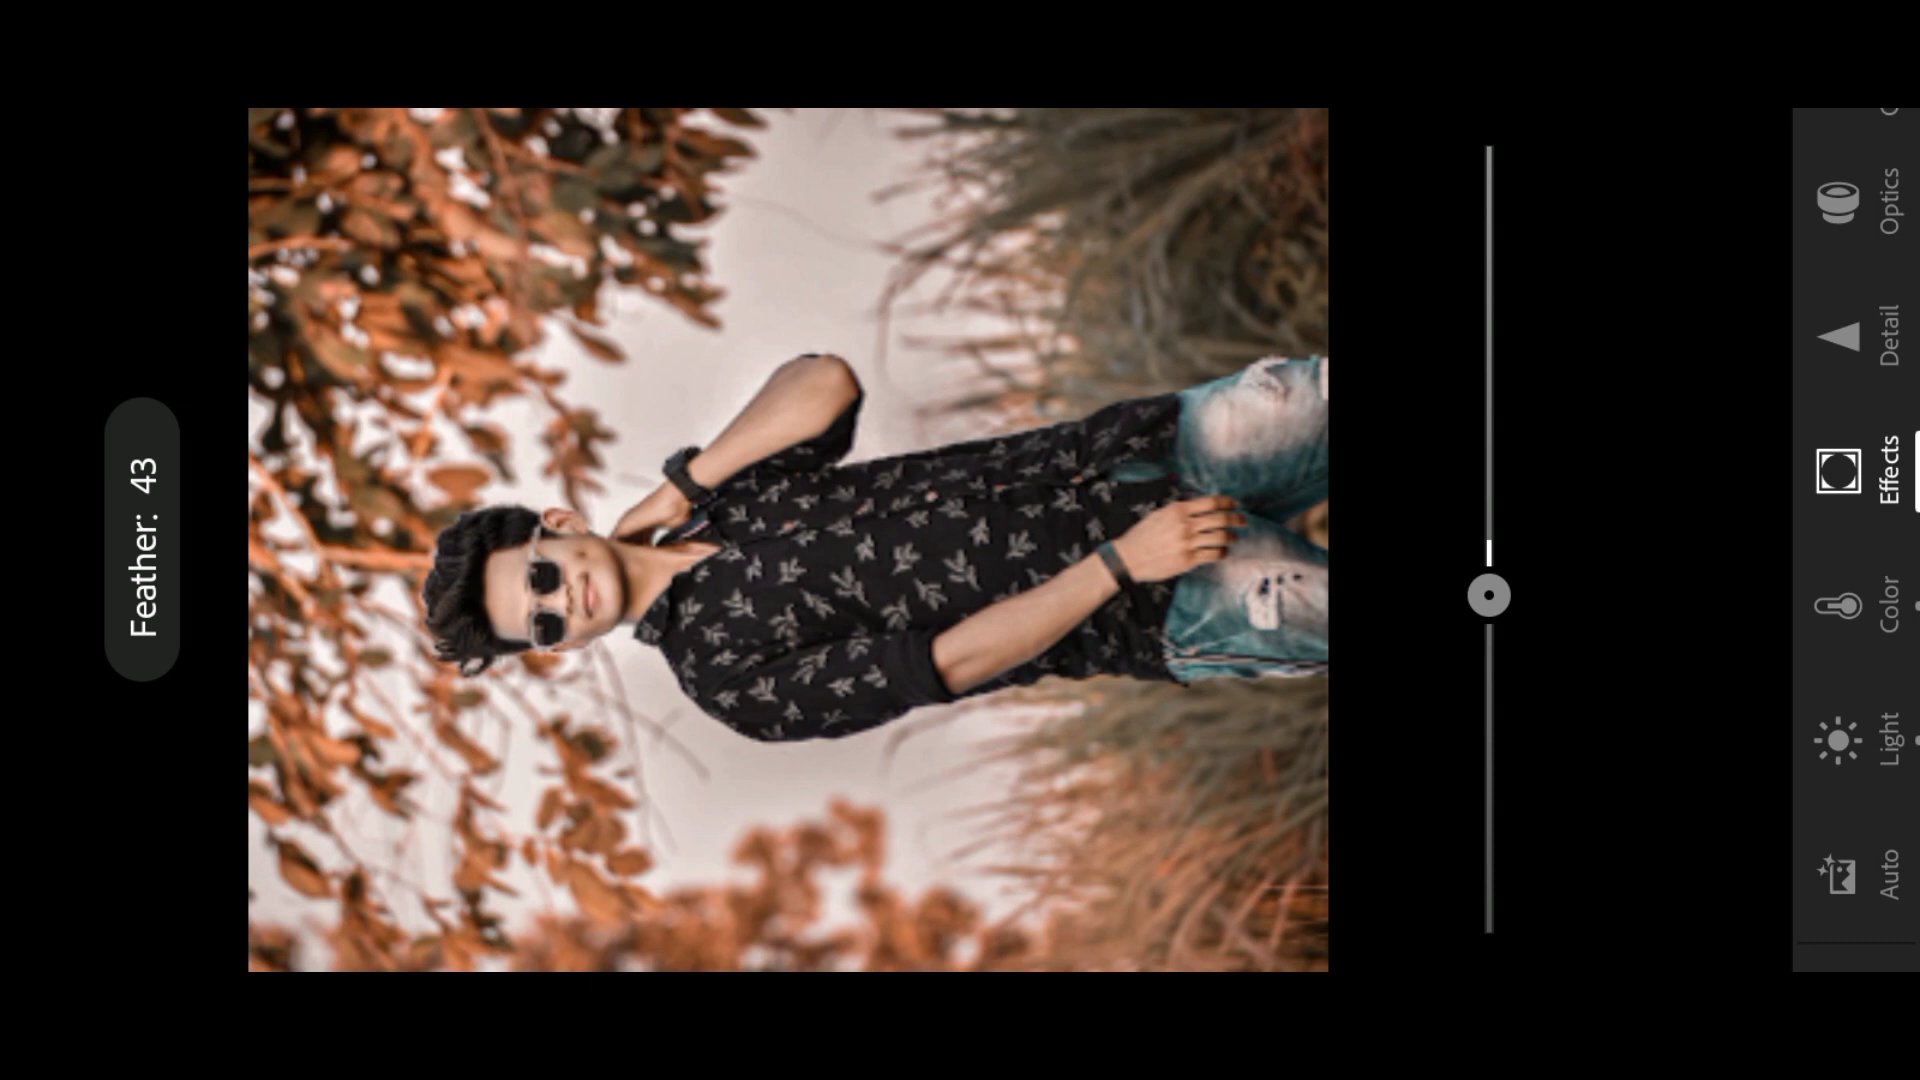 Feather: 43
Auto
Light
Color
Effects
Detail
Optics